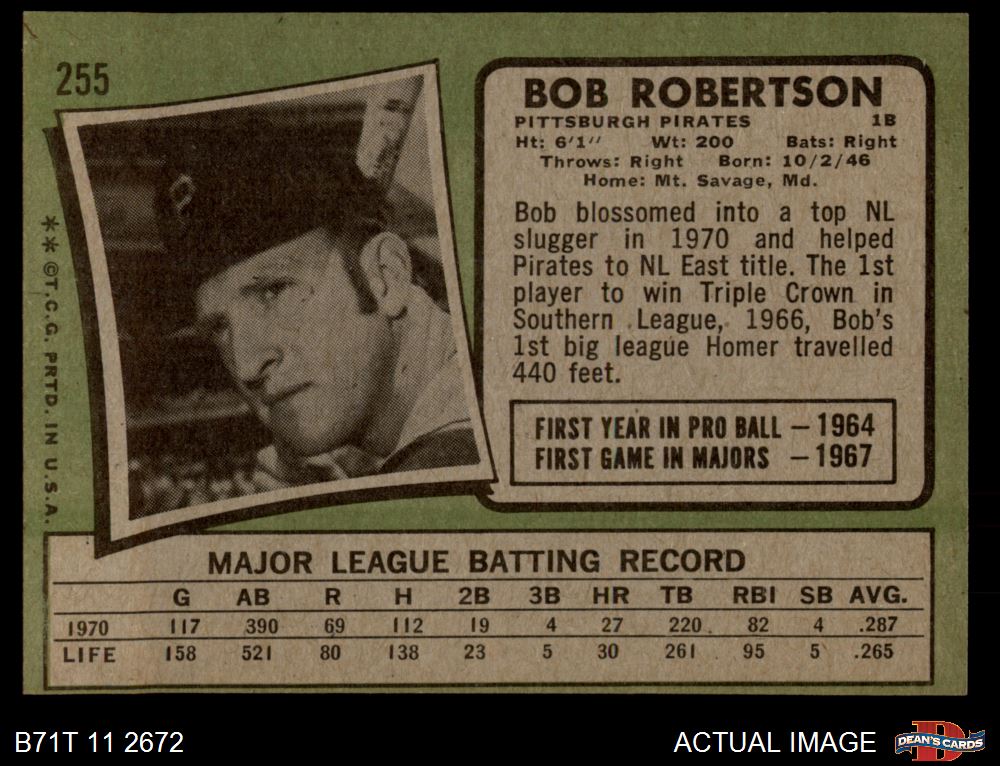 255
BOB ROBERTSON
PITTSBURGH PIRATES 1B
Ht: 6'1" Wt: 200 Bats: Right
Throws: Right Born: 10/2/46
Home: Mt. Savage, Md.
Bob blossomed into a top NL
slugger in 1970 and helped
Pirates to NL East title. The 1st
player to win Triple Crown in
Southern League, 1966, Bob's
1st big league Homer travelled
440 feet.
FIRST YEAR IN PRO BALL — 1964
FIRST GAME IN MAJORS — 1967
** © T.C.G. PRTD. IN U.S.A.
MAJOR LEAGUE BATTING RECORD
G AB R H 2B 3B HR TB RBI SB AVG.
1970 117 390 69 112 19 4 27 220 82 4 .287
LIFE 158 521 80 138 23 5 30 261 95 5 .265
B71T 11 2672
ACTUAL IMAGE
DEAN'S CARDS